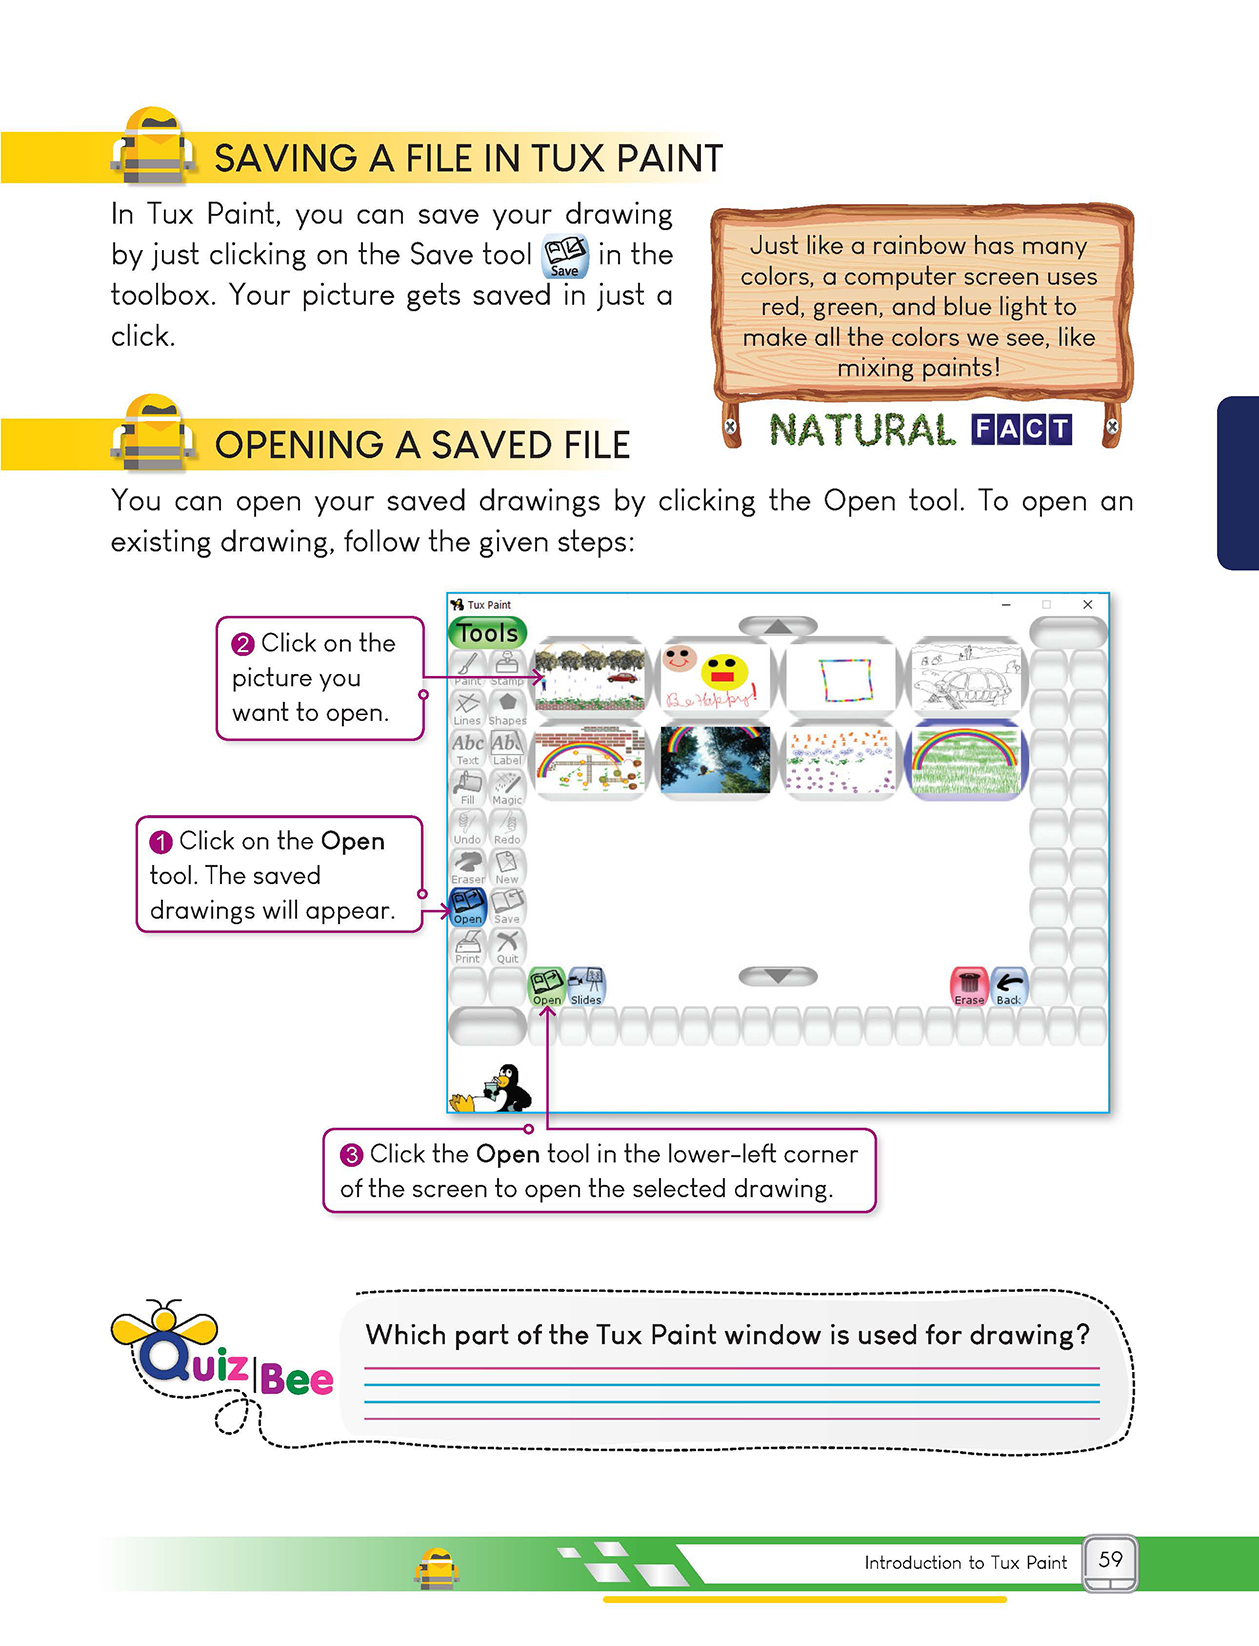 SAVING A FILE IN TUX PAINT
In Tux Paint, you can save your drawing
by just clicking on the Save tool Save in the
toolbox. Your picture gets saved in just a
click.
Just like a rainbow has many
colors, a computer screen uses
red, green, and blue light to
make all the colors we see, like
mixing paints!
NATURAL FACT
OPENING A SAVED FILE
You can open your saved drawings by clicking the Open tool. To open an
existing drawing, follow the given steps:
2 Click on the
picture you
want to open.
1 Click on the Open
tool. The saved
drawings will appear.
Tux Paint
Tools
Paint Stamp
Lines Shapes
Abc Abc
Text Label
Fill Magic
Undo Redo
Eraser New
Open Save
Print Quit
Be Happy!
Open Slides
Erase Back
3 Click the Open tool in the lower-left corner
of the screen to open the selected drawing.
Quiz Bee
Which part of the Tux Paint window is used for drawing?
Introduction to Tux Paint 59